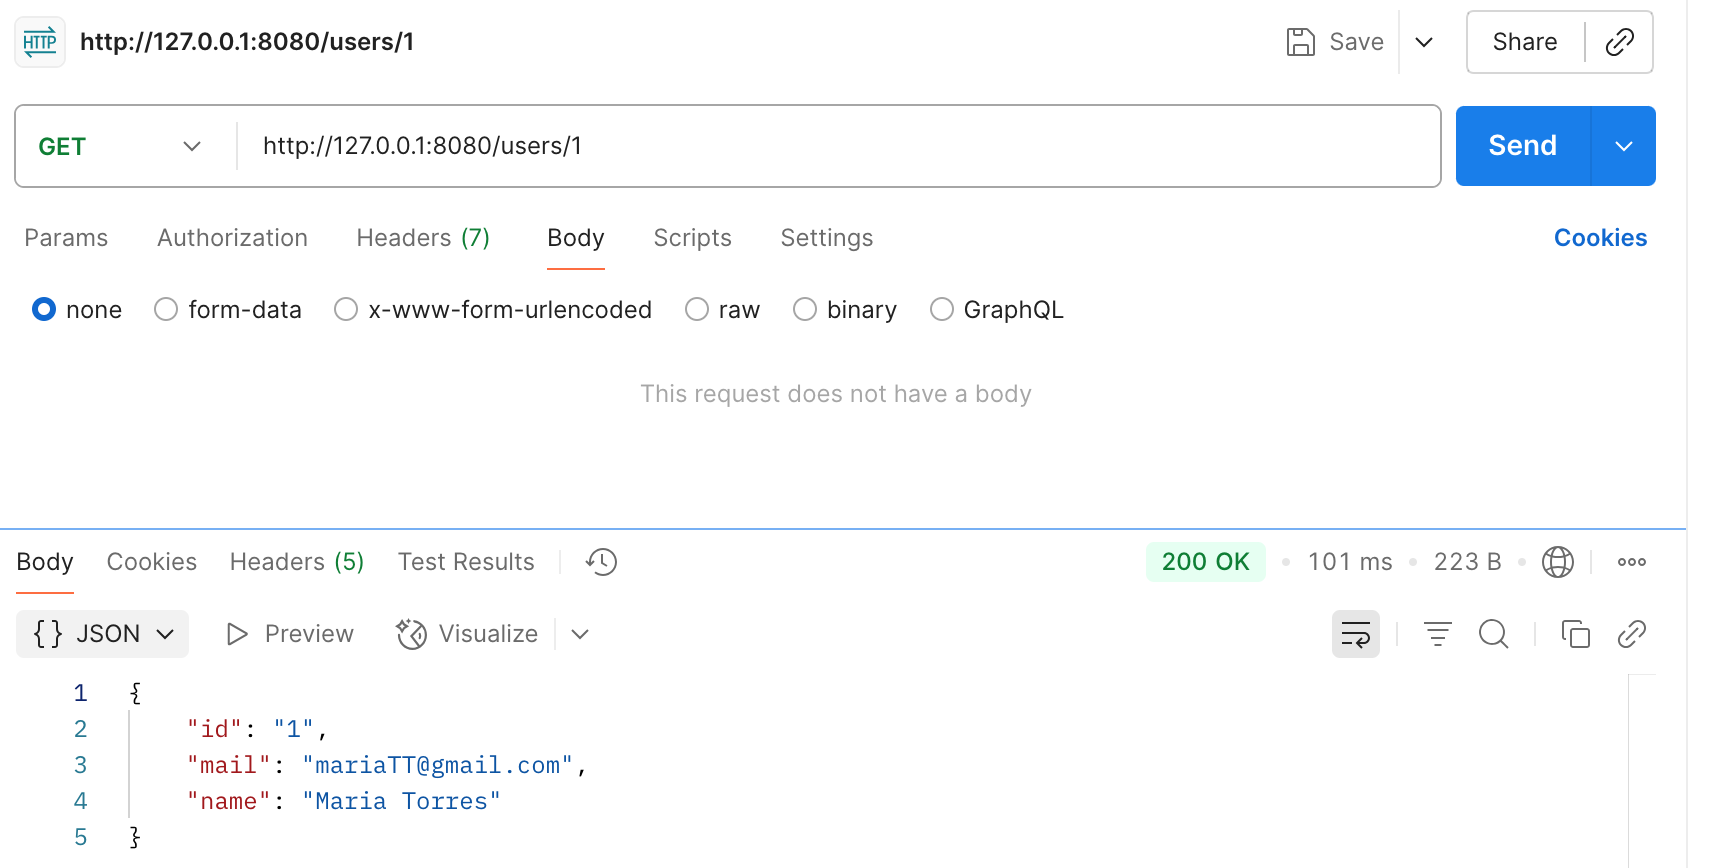 HTTP http://127.0.0.1:8080/users/1 Save Share
GET http://127.0.0.1:8080/users/1 Send
Params Authorization Headers (7) Body Scripts Settings Cookies
none form-data x-www-form-urlencoded raw binary GraphQL
This request does not have a body
Body Cookies Headers (5) Test Results 200 OK • 101 ms • 223 B •
{} JSON Preview Visualize
1 {
2 "id": "1",
3 "mail": "mariaTT@gmail.com",
4 "name": "Maria Torres"
5 }